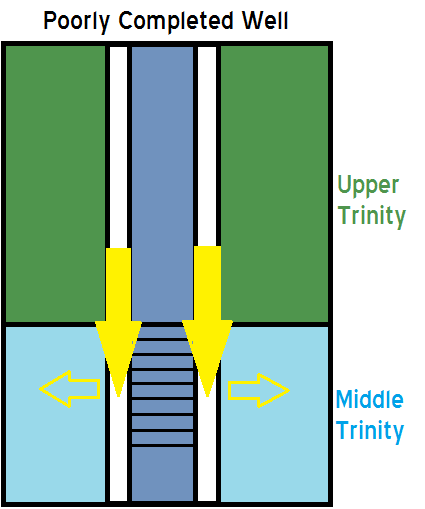 Poorly Completed Well
Upper
Trinity
Middle
Trinity